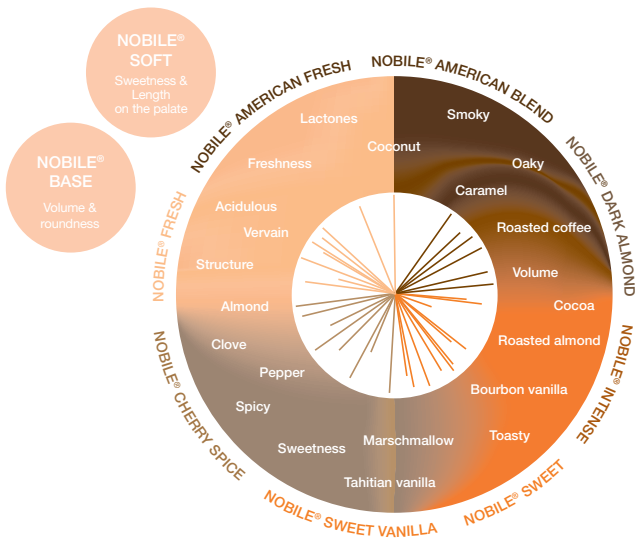 NOBILE®
SOFT
Sweetness &
Length
on the palate
NOBILE®
BASE
Volume &
roundness
NOBILE® AMERICAN FRESH
NOBILE® AMERICAN BLEND
NOBILE® DARK ALMOND
NOBILE® INTENSE
NOBILE® SWEET
NOBILE® SWEET VANILLA
NOBILE® CHERRY SPICE
NOBILE® FRESH
Lactones
Smoky
Coconut
Freshness
Oaky
Caramel
Acidulous
Roasted coffee
Vervain
Structure
Volume
Almond
Cocoa
Clove
Roasted almond
Pepper
Bourbon vanilla
Spicy
Toasty
Sweetness
Marschmallow
Tahitian vanilla